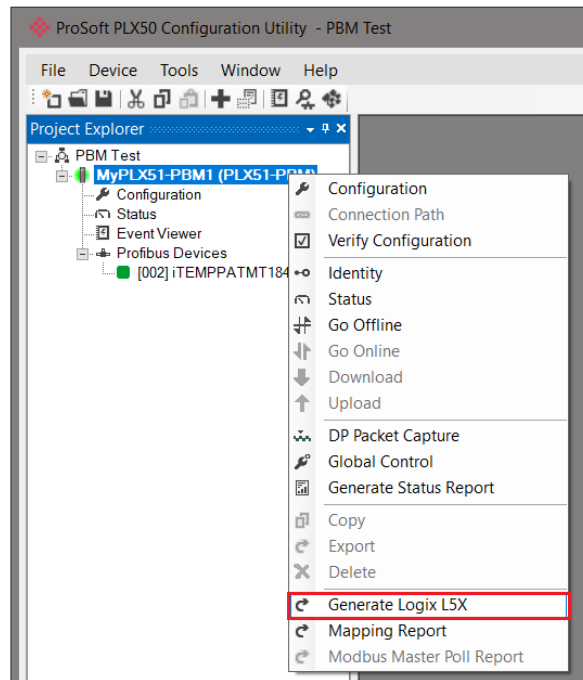 ProSoft PLX50 Configuration Utility - PBM Test
File Device Tools Window Help
Project Explorer
PBM Test
MyPLX51-PBM1 (PLX51-PBM)
Configuration
Status
Event Viewer
Profibus Devices
[002] iTEMPPATMT184
Configuration
Connection Path
Verify Configuration
Identity
Status
Go Offline
Go Online
Download
Upload
DP Packet Capture
Global Control
Generate Status Report
Copy
Export
Delete
Generate Logix L5X
Mapping Report
Modbus Master Poll Report